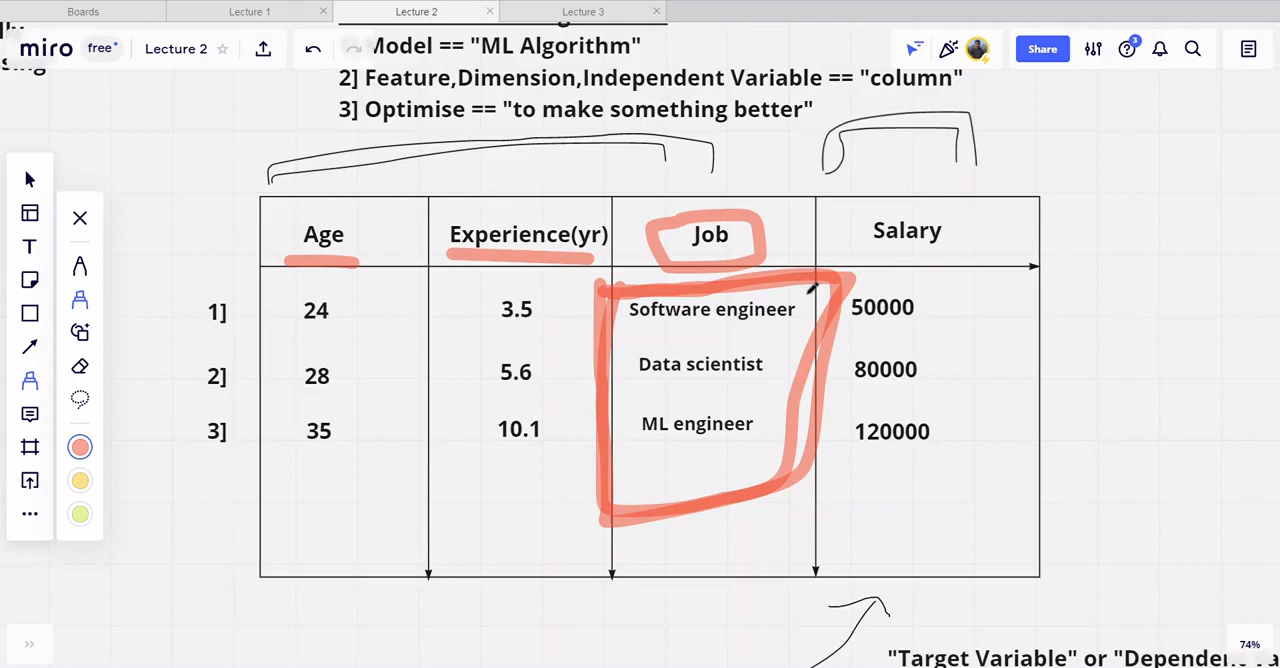 Boards Lecture 1 Lecture 2 Lecture 3
miro free Lecture 2 Share 3
Model == "ML Algorithm"
2] Feature,Dimension,Independent Variable == "column"
3] Optimise == "to make something better"
Age Experience(yr) Job Salary
1] 24 3.5 Software engineer 50000
2] 28 5.6 Data scientist 80000
3] 35 10.1 ML engineer 120000
74%
"Target Variable" or "Dependent